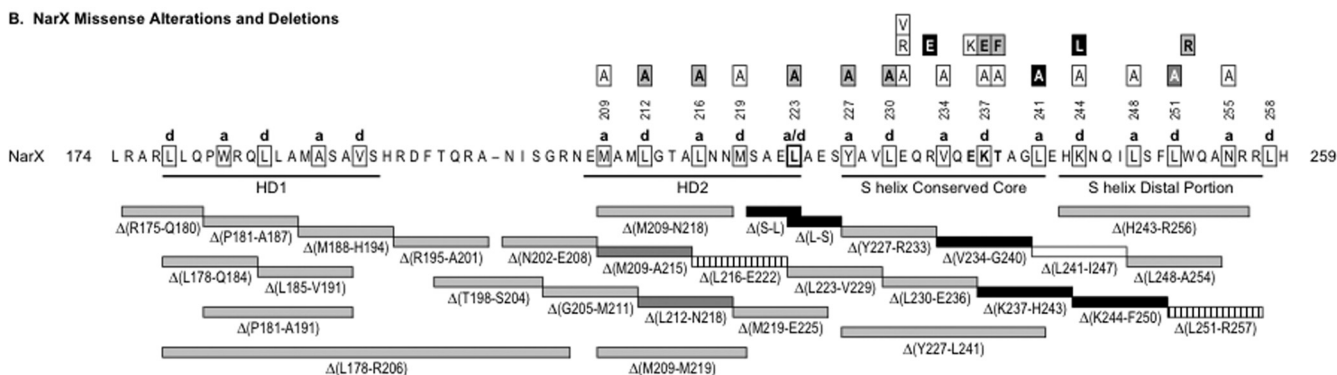 B. NarX Missense Alterations and Deletions
V
R E K E F L R
A A A A A A A A A A A A A A A A
209 212 216 219 223 227 230 234 237 241 244 248 251 255 258
d a d a d a d a d a/d a d a d a d a d a d
NarX 174 L R A R L L Q P W R Q L L A M A S A V S H R D F T Q R A – N I S G R N E M A M L G T A L N N M S A E L A E S Y A V L E Q R V Q E K T A G L E H K N Q I L S F L W Q A N R R L H 259
HD1 HD2 S helix Conserved Core S helix Distal Portion
Δ(R175-Q180) Δ(P181-A187) Δ(M188-H194) Δ(R195-A201) Δ(N202-E208) Δ(M209-N218) Δ(S-L) Δ(L-S) Δ(Y227-R233) Δ(H243-R256)
Δ(M209-A215) Δ(V234-G240)
Δ(L178-Q184) Δ(L185-V191) Δ(L216-E222) Δ(L223-V229) Δ(L241-I247) Δ(L248-A254)
Δ(T198-S204) Δ(G205-M211) Δ(L230-E236) Δ(K237-H243)
Δ(P181-A191) Δ(L212-N218) Δ(M219-E225) Δ(K244-F250) Δ(L251-R257)
Δ(Y227-L241)
Δ(L178-R206) Δ(M209-M219)